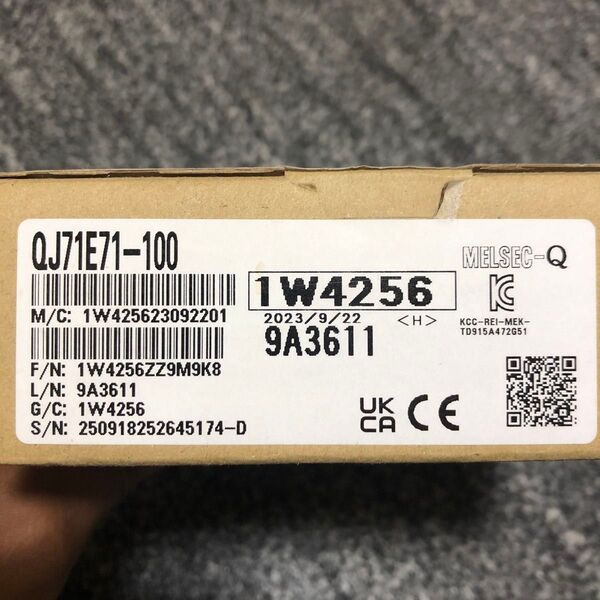 QJ71E71-100
MELSEC-Q
1W4256
M/C: 1W425623092201
2023/9/22 <H>
KCC-REI-MEK-
TD915A472G51
9A3611
F/N: 1W4256ZZ9M9K8
L/N: 9A3611
G/C: 1W4256
S/N: 250918252645174-D
UK
CA
CE